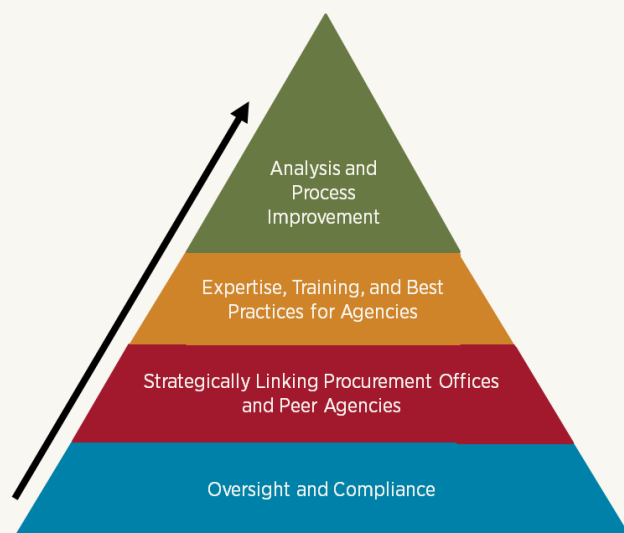 Analysis and
Process
Improvement
Expertise, Training, and Best
Practices for Agencies
Strategically Linking Procurement Offices
and Peer Agencies
Oversight and Compliance